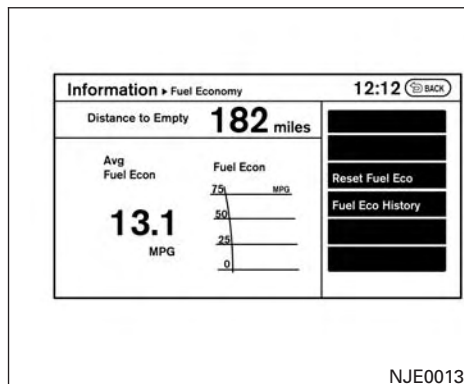 Information ▸ Fuel Economy
12:12 BACK
Distance to Empty 182 miles
Avg
Fuel Econ
13.1
MPG
Fuel Econ
75 MPG
50
25
0
Reset Fuel Eco
Fuel Eco History
NJE0013